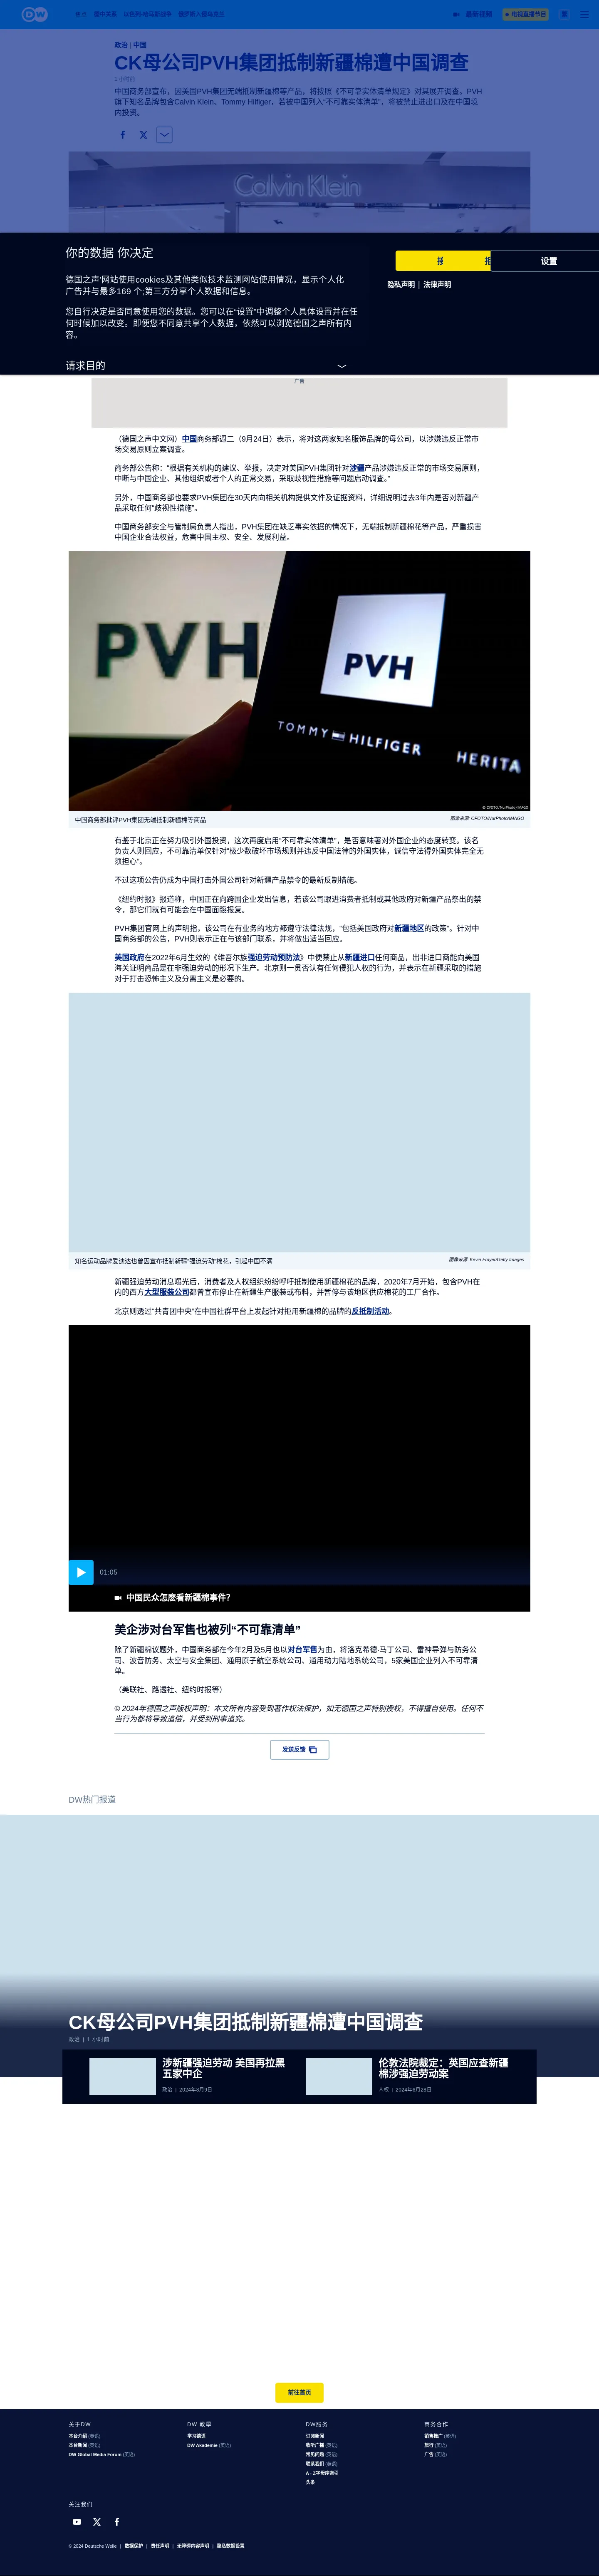 DW
德中关系
以色列-哈马斯战争
俄罗斯入侵乌克兰
最新视频
电视直播节目
政治 | 中国
CK母公司PVH集团抵制新疆棉遭中国调查
1 小时前
中国商务部宣布，因美国PVH集团无端抵制新疆棉等产品，将按照《不可靠实体清单规定》对其展开调查。PVH
旗下知名品牌包含Calvin Klein、Tommy Hilfiger，若被中国列入“不可靠实体清单”，将被禁止进出口及在中国境
内投资。
Calvin Klein
你的数据 你决定
设置
隐私声明 | 法律声明
德国之声‘网站使用cookies及其他类似技术监测网站使用情况，显示个人化
广告并与最多169 个;第三方分享个人数据和信息。
您自行决定是否同意使用您的数据。您可以在“设置”中调整个人具体设置并在任
何时候加以改变。即便您不同意共享个人数据，依然可以浏览德国之声所有内
容。
请求目的
广告
（德国之声中文网）中国商务部週二（9月24日）表示，将对这两家知名服饰品牌的母公司，以涉嫌违反正常市
场交易原则立案调查。
商务部公告称：“根据有关机构的建议、举报，决定对美国PVH集团针对涉疆产品涉嫌违反正常的市场交易原则，
中断与中国企业、其他组织或者个人的正常交易，采取歧视性措施等问题启动调查。”
另外，中国商务部也要求PVH集团在30天内向相关机构提供文件及证据资料，详细说明过去3年内是否对新疆产
品采取任何“歧视性措施”。
中国商务部安全与管制局负责人指出，PVH集团在缺乏事实依据的情况下，无端抵制新疆棉花等产品，严重损害
中国企业合法权益，危害中国主权、安全、发展利益。
PVH
PVH
TOMMY HILFIGER
HERITA
© CFOTO/NurPhoto/IMAGO
中国商务部批评PVH集团无端抵制新疆棉等商品
图像来源: CFOTO/NurPhoto/IMAGO
有鉴于北京正在努力吸引外国投资，这次再度启用“不可靠实体清单”，是否意味著对外国企业的态度转变。该名
负责人则回应，不可靠清单仅针对“极少数破坏市场规则并违反中国法律的外国实体，诚信守法得外国实体完全无
须担心”。
不过这项公告仍成为中国打击外国公司针对新疆产品禁令的最新反制措施。
《纽约时报》报道称，中国正在向跨国企业发出信息，若该公司跟进消费者抵制或其他政府对新疆产品祭出的禁
令，那它们就有可能会在中国面临报复。
PVH集团官网上的声明指，该公司在有业务的地方都遵守法律法规，“包括美国政府对新疆地区的政策”。针对中
国商务部的公告，PVH则表示正在与该部门联系，并将做出适当回应。
美国政府在2022年6月生效的《维吾尔族强迫劳动预防法》中便禁止从新疆进口任何商品，出非进口商能向美国
海关证明商品是在非强迫劳动的形况下生产。北京则一贯否认有任何侵犯人权的行为，并表示在新疆采取的措施
对于打击恐怖主义及分离主义是必要的。
知名运动品牌爱迪达也曾因宣布抵制新疆“强迫劳动”棉花，引起中国不满
图像来源: Kevin Frayer/Getty Images
新疆强迫劳动消息曝光后，消费者及人权组织纷纷呼吁抵制使用新疆棉花的品牌，2020年7月开始，包含PVH在
内的西方大型服装公司都曾宣布停止在新疆生产服装或布料，并暂停与该地区供应棉花的工厂合作。
北京则透过“共青团中央”在中国社群平台上发起针对拒用新疆棉的品牌的反抵制活动。
01:05
中国民众怎麽看新疆棉事件？
美企涉对台军售也被列“不可靠清单”
除了新疆棉议题外，中国商务部在今年2月及5月也以对台军售为由，将洛克希德·马丁公司、雷神导弹与防务公
司、波音防务、太空与安全集团、通用原子航空系统公司、通用动力陆地系统公司，5家美国企业列入不可靠清
单。
（美联社、路透社、纽约时报等）
© 2024年德国之声版权声明：本文所有内容受到著作权法保护，如无德国之声特别授权，不得擅自使用。任何不
当行为都将导致追偿，并受到刑事追究。
发送反馈
DW热门报道
CK母公司PVH集团抵制新疆棉遭中国调查
政治 | 1 小时前
涉新疆强迫劳动 美国再拉黑
五家中企
政治 | 2024年8月9日
伦敦法院裁定：英国应查新疆
棉涉强迫劳动案
人权 | 2024年6月28日
前往首页
关于DW
本台介绍 (英语)
本台新闻 (英语)
DW Global Media Forum (英语)
DW 教學
学习德语
DW Akademie (英语)
DW服务
订阅新闻
收听广播 (英语)
常见问题 (英语)
联系我们 (英语)
A - Z字母序索引
头条
商务合作
销售推广 (英语)
旅行 (英语)
广告 (英语)
关注我们
© 2024 Deutsche Welle | 数据保护 | 责任声明 | 无障碍内容声明 | 隐私数据设置